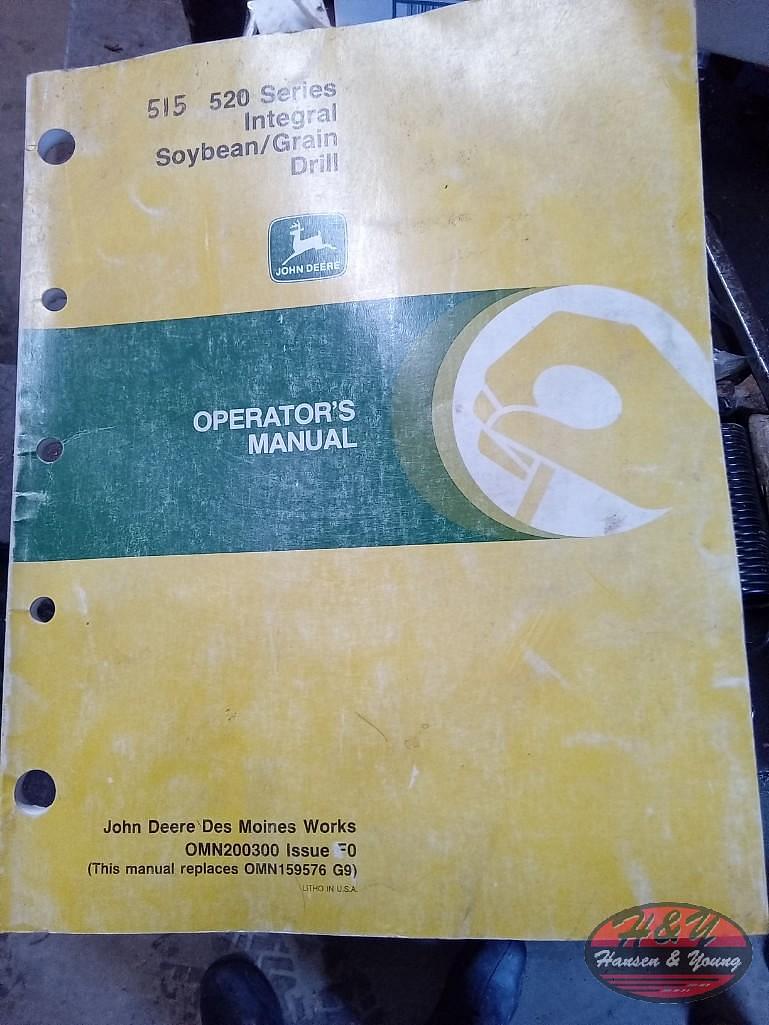 515 520 Series
Integral
Soybean/Grain
Drill
JOHN DEERE
OPERATOR'S
MANUAL
John Deere Des Moines Works
OMN200300 Issue F0
(This manual replaces OMN159576 G9)
LITHO IN U.S.A.
H&Y
Hansen & Young